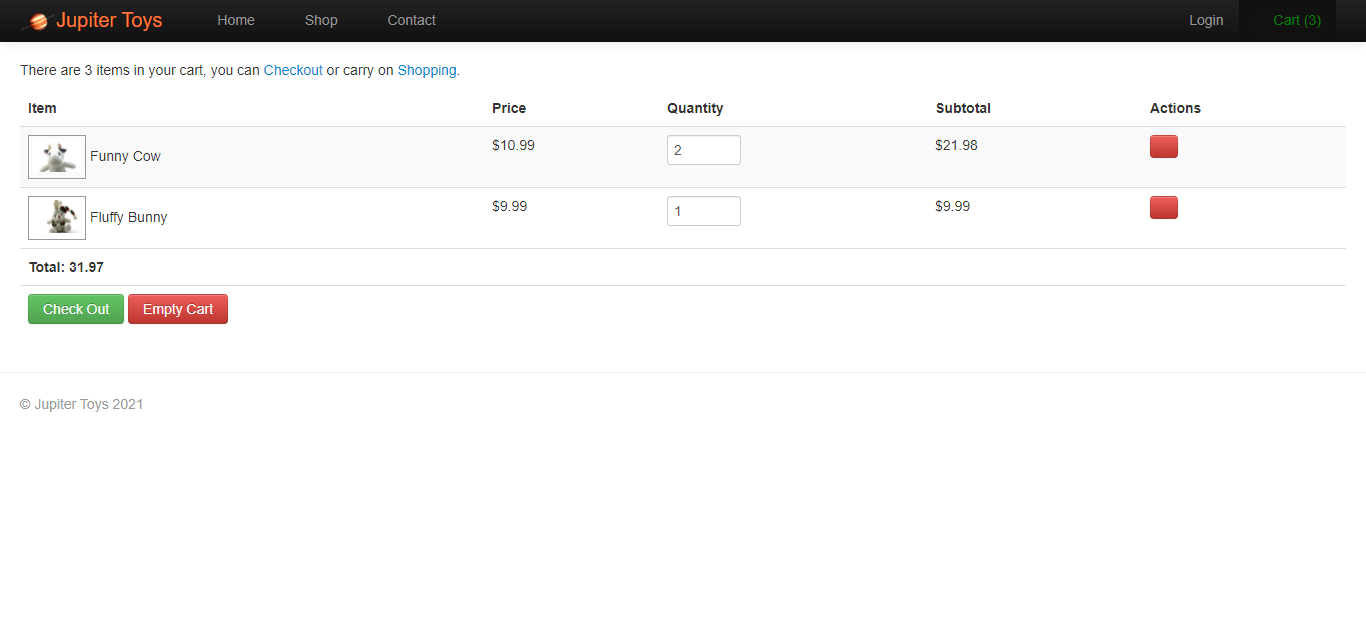 Jupiter Toys Home Shop Contact Login Cart (3)
There are 3 items in your cart, you can Checkout or carry on Shopping.
Item Price Quantity Subtotal Actions
Funny Cow $10.99 2 $21.98
Fluffy Bunny $9.99 1 $9.99
Total: 31.97
Check Out Empty Cart
© Jupiter Toys 2021